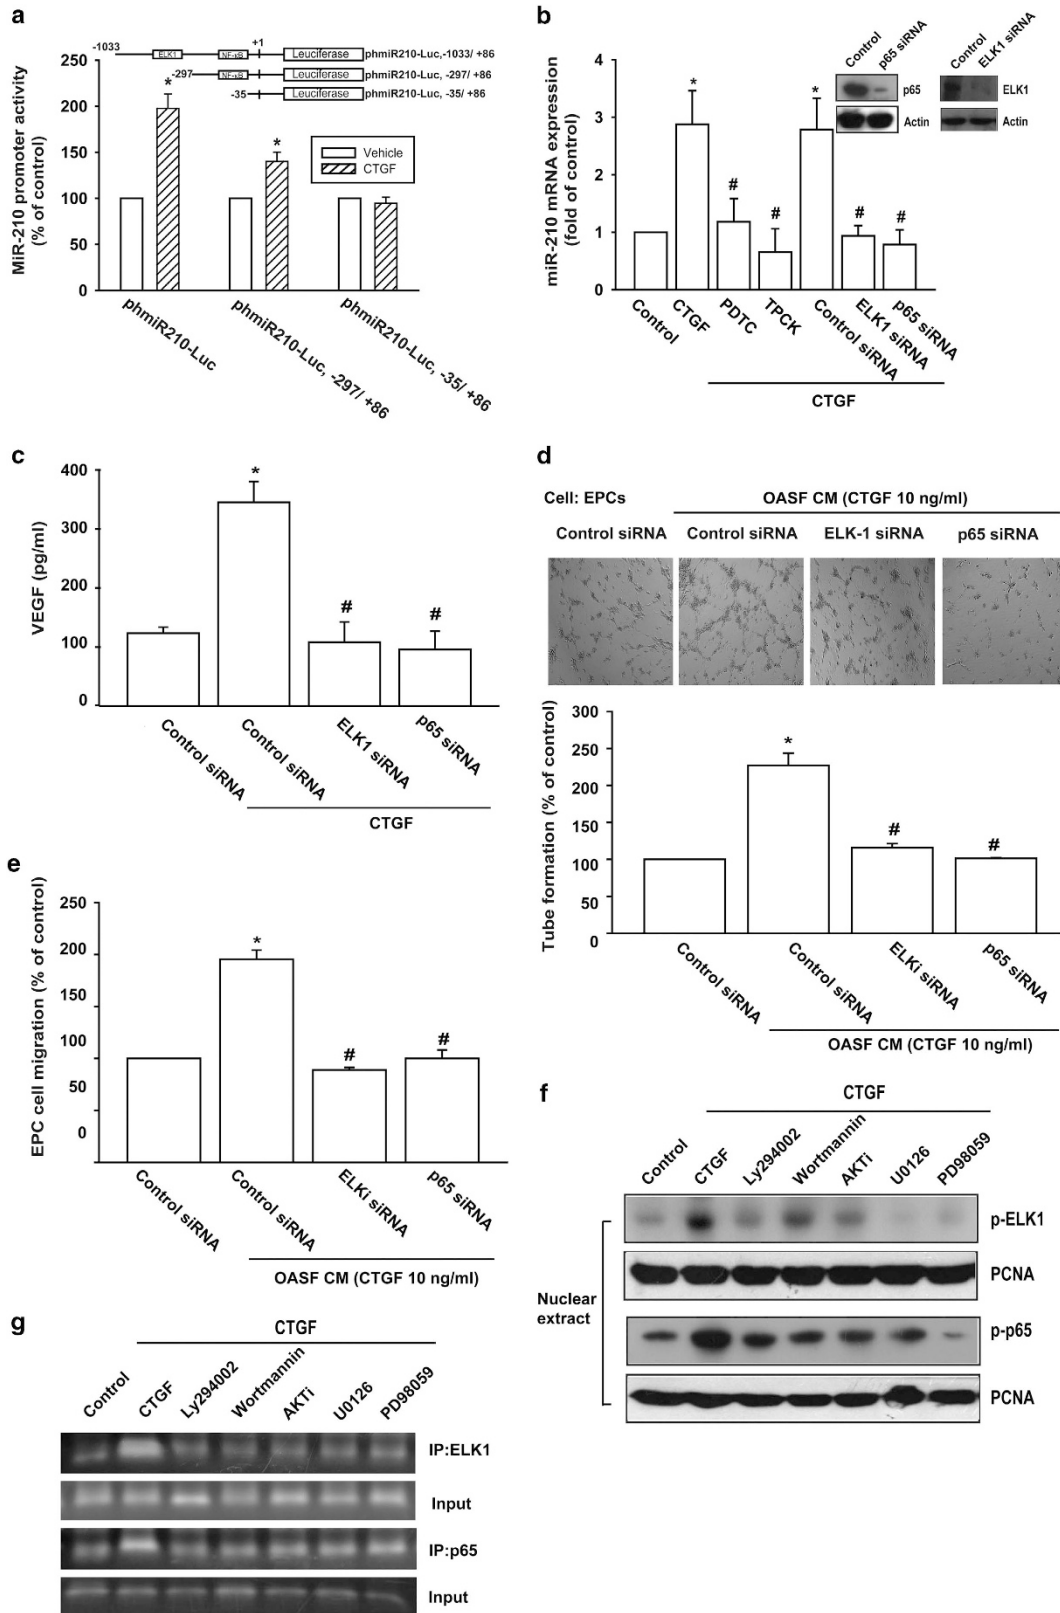 a
-1033
ELK1
NF-κB
+1
Leuciferase
phmiR210-Luc,-1033/ +86
-297
NF-κB
Leuciferase
phmiR210-Luc, -297/ +86
-35
Leuciferase
phmiR210-Luc, -35/ +86
MiR-210 promoter activity
(% of control)
250
200
150
100
50
0
*
*
Vehicle
CTGF
phmiR210-Luc
phmiR210-Luc, -297/ +86
phmiR210-Luc, -35/ +86
b
miR-210 mRNA expression
(fold of control)
4
3
2
1
0
*
#
#
*
#
#
Control
p65 siRNA
p65
Actin
Control
ELK1 siRNA
ELK1
Actin
Control
CTGF
PDTC
TPCK
Control siRNA
ELK1 siRNA
p65 siRNA
CTGF
c
VEGF (pg/ml)
400
300
200
100
0
*
#
#
Control siRNA
Control siRNA
ELK1 siRNA
p65 siRNA
CTGF
d
Cell: EPCs
OASF CM (CTGF 10 ng/ml)
Control siRNA
Control siRNA
ELK-1 siRNA
p65 siRNA
Tube formation (% of control)
300
250
200
150
100
50
0
*
#
#
Control siRNA
Control siRNA
ELKi siRNA
p65 siRNA
OASF CM (CTGF 10 ng/ml)
e
EPC cell migration (% of control)
250
200
150
100
50
0
*
#
#
Control siRNA
Control siRNA
ELKi siRNA
p65 siRNA
OASF CM (CTGF 10 ng/ml)
f
CTGF
Control
CTGF
Ly294002
Wortmannin
AKTi
U0126
PD98059
Nuclear
extract
p-ELK1
PCNA
p-p65
PCNA
g
CTGF
Control
CTGF
Ly294002
Wortmannin
AKTi
U0126
PD98059
IP:ELK1
Input
IP:p65
Input